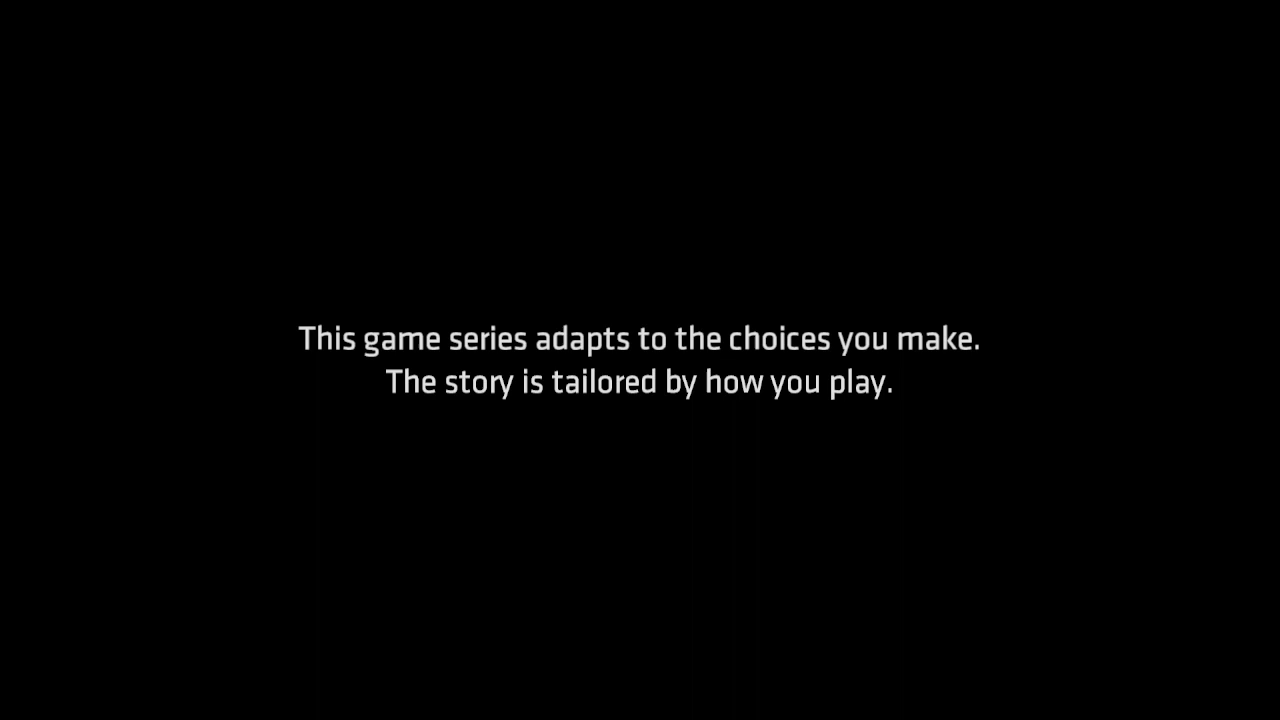 This game series adapts to the choices you make.
The story is tailored by how you play.